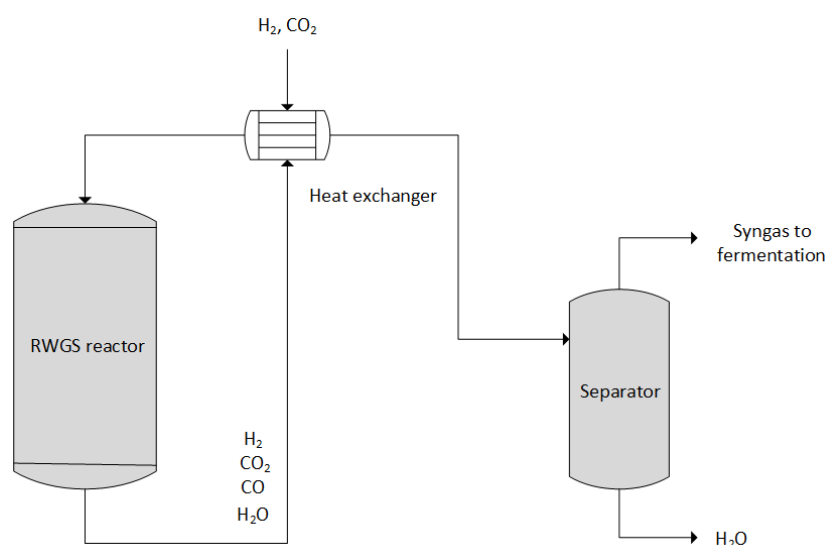 H₂, CO₂
Heat exchanger
Syngas to
fermentation
RWGS reactor
Separator
H₂
CO₂
CO
H₂O
H₂O